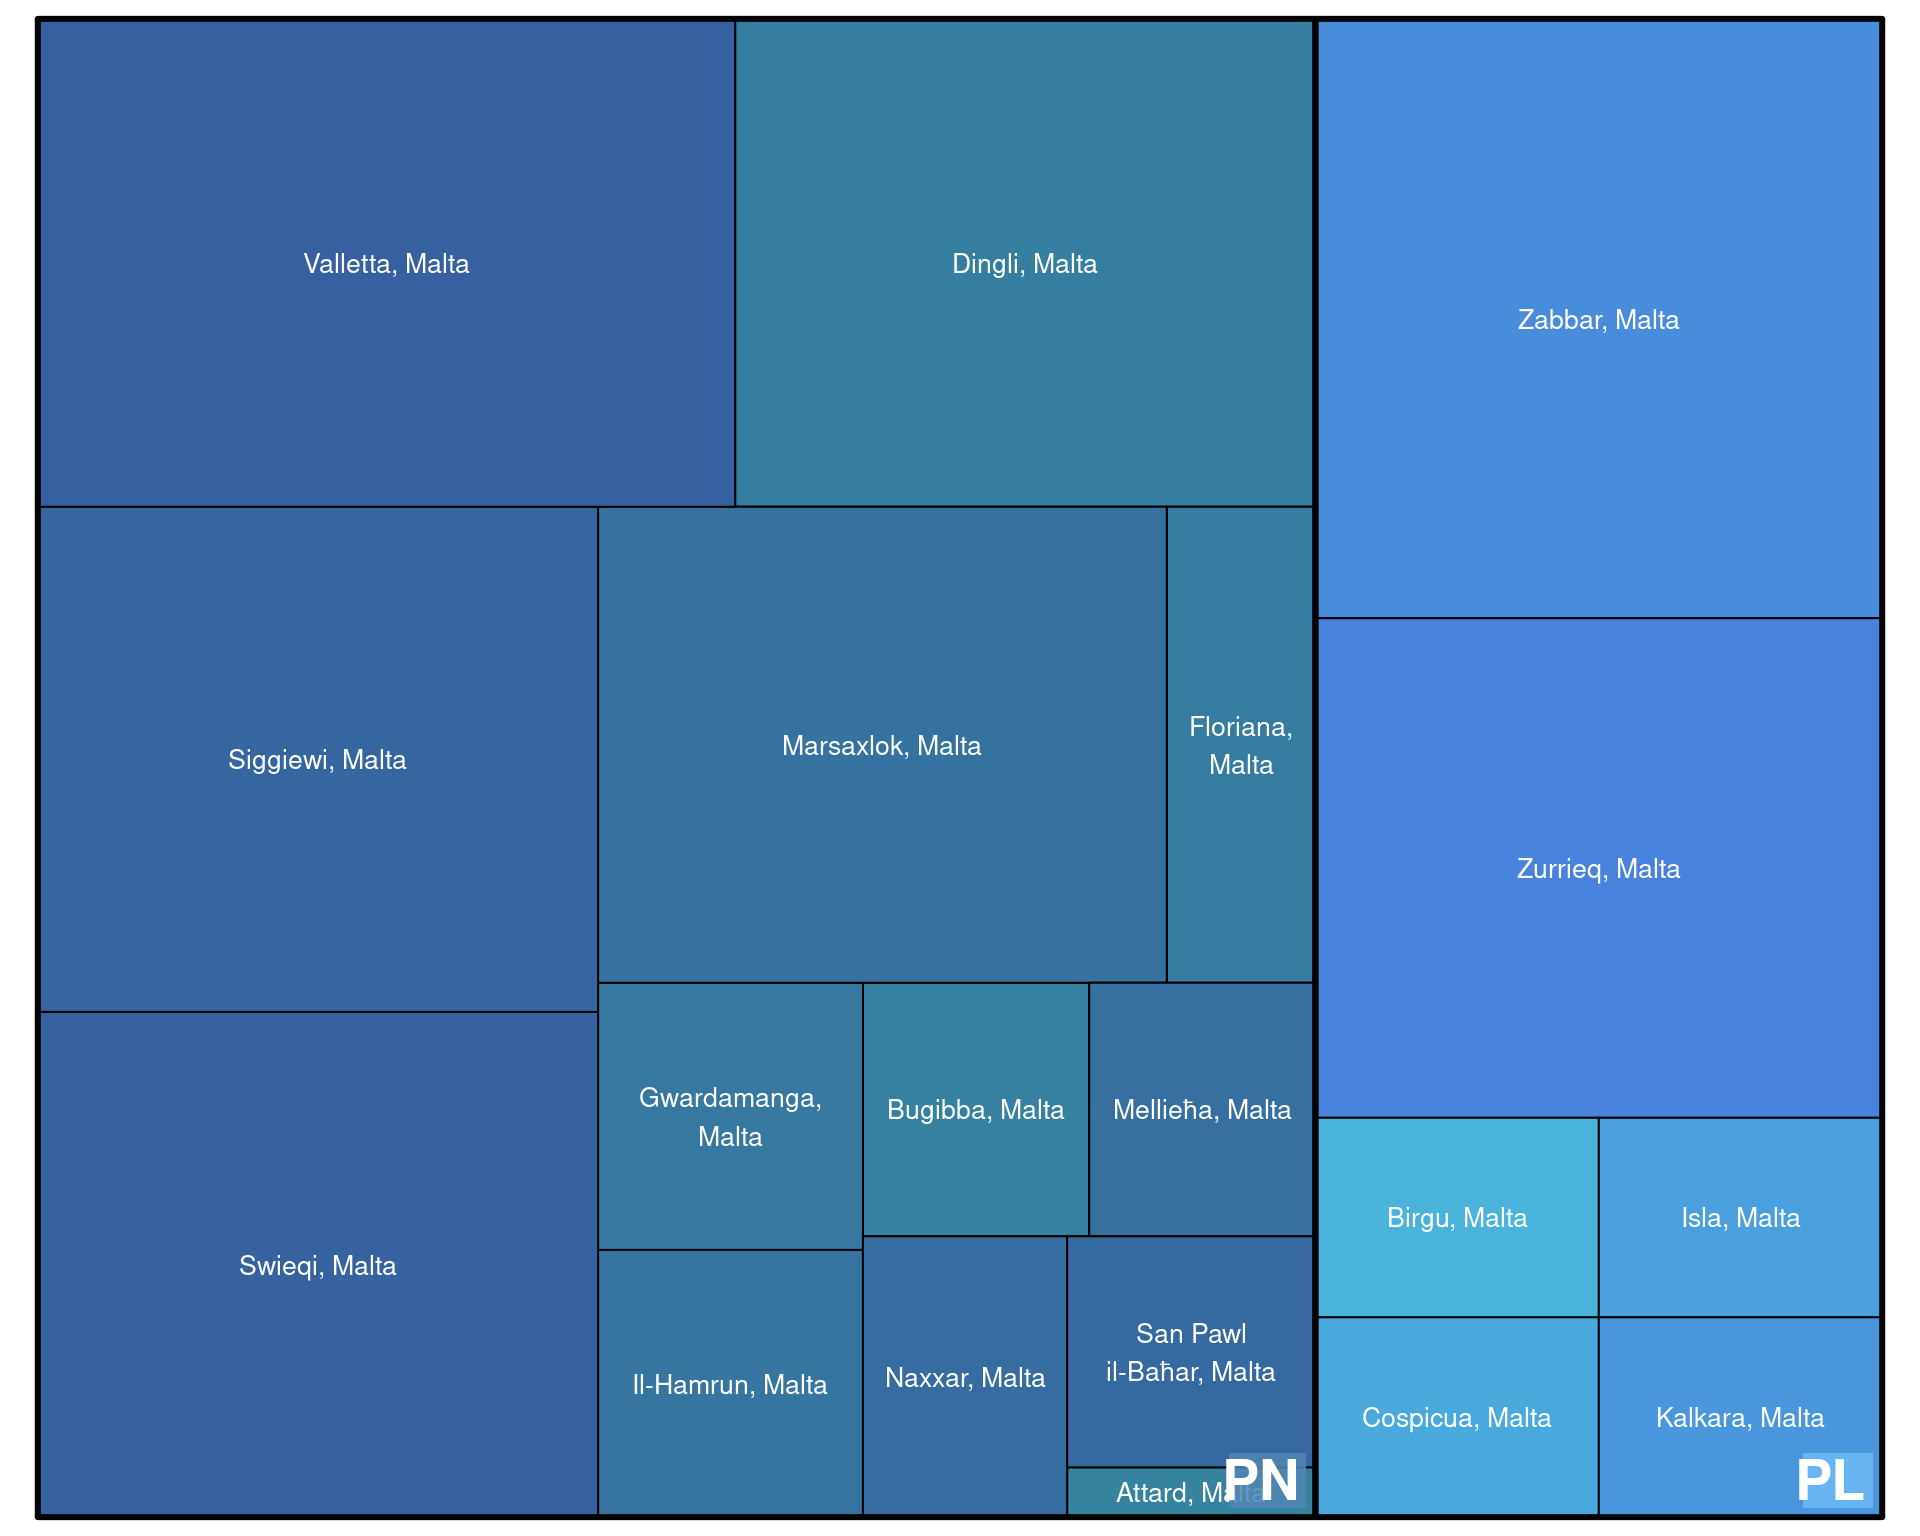 Valletta, Malta
Dingli, Malta
Zabbar, Malta
Siggiewi, Malta
Marsaxlok, Malta
Floriana,
Malta
Zurrieq, Malta
Swieqi, Malta
Gwardamanga,
Malta
Bugibba, Malta
Mellieħa, Malta
Il-Hamrun, Malta
Naxxar, Malta
San Pawl
il-Baħar, Malta
Attard, Malta
PN
Birgu, Malta
Isla, Malta
Cospicua, Malta
Kalkara, Malta
PL